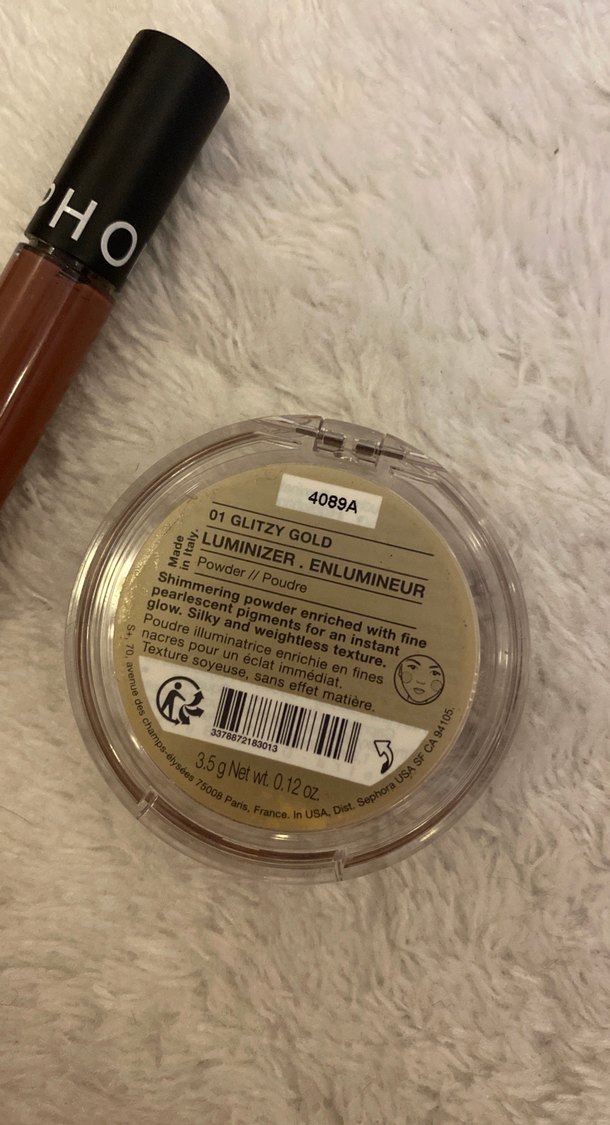 PHO
4089A
01 GLITZY GOLD
LUMINIZER . ENLUMINEUR
Powder // Poudre
Made
in Italy.
Shimmering powder enriched with fine
pearlescent pigments for an instant
glow. Silky and weightless texture.
Poudre illuminatrice enrichie en fines
nacres pour un éclat immédiat.
Texture soyeuse, sans effet matière.
3378872183013
3.5 g Net wt. 0.12 oz.
S+, 70 avenue des champs-élysées 75008 Paris, France. In USA, Dist. Sephora USA SF CA 94105.